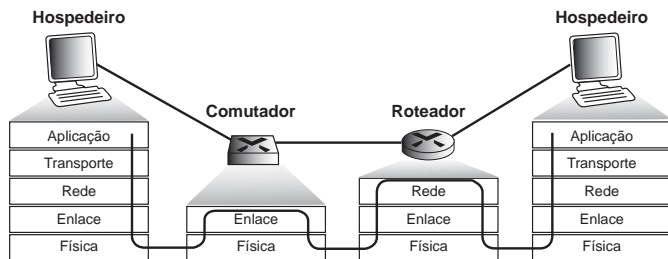 Hospedeiro
Hospedeiro
Comutador
Roteador
Aplicação
Transporte
Rede
Enlace
Física
Enlace
Física
Rede
Enlace
Física
Aplicação
Transporte
Rede
Enlace
Física